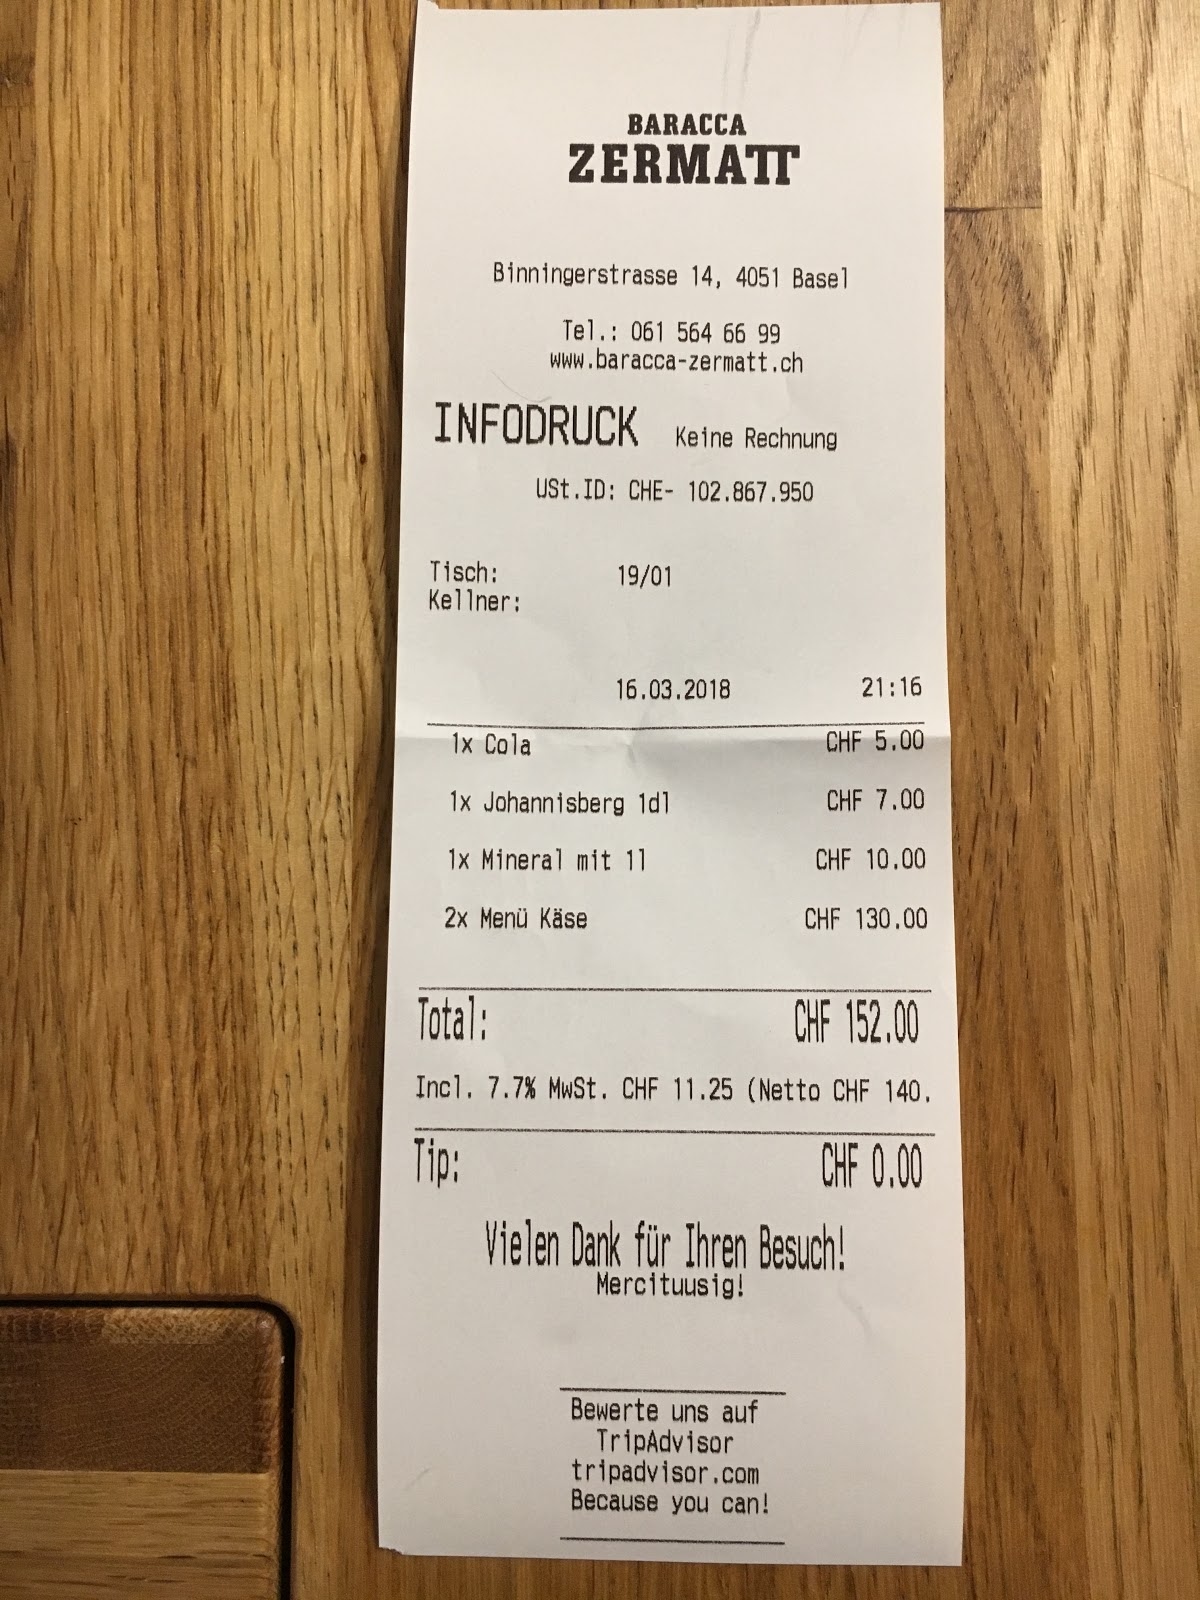 BARACCA
ZERMATT
Binningerstrasse 14, 4051 Basel
Tel.: 061 564 66 99
www.baracca-zermatt.ch
INFODRUCK Keine Rechnung
USt.ID: CHE- 102.867.950
Tisch: 19/01
Kellner:
16.03.2018 21:16
1x Cola CHF 5.00
1x Johannisberg 1dl CHF 7.00
1x Mineral mit 1l CHF 10.00
2x Menü Käse CHF 130.00
Total: CHF 152.00
Incl. 7.7% MwSt. CHF 11.25 (Netto CHF 140.
Tip: CHF 0.00
Vielen Dank für Ihren Besuch!
Mercituusig!
Bewerte uns auf
TripAdvisor
tripadvisor.com
Because you can!